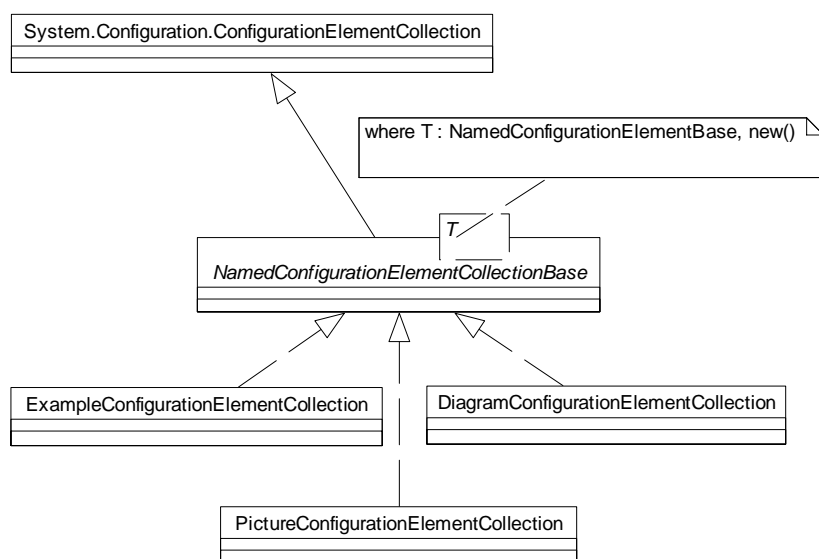 System.Configuration.ConfigurationElementCollection
where T : NamedConfigurationElementBase, new()
T
NamedConfigurationElementCollectionBase
ExampleConfigurationElementCollection
DiagramConfigurationElementCollection
PictureConfigurationElementCollection